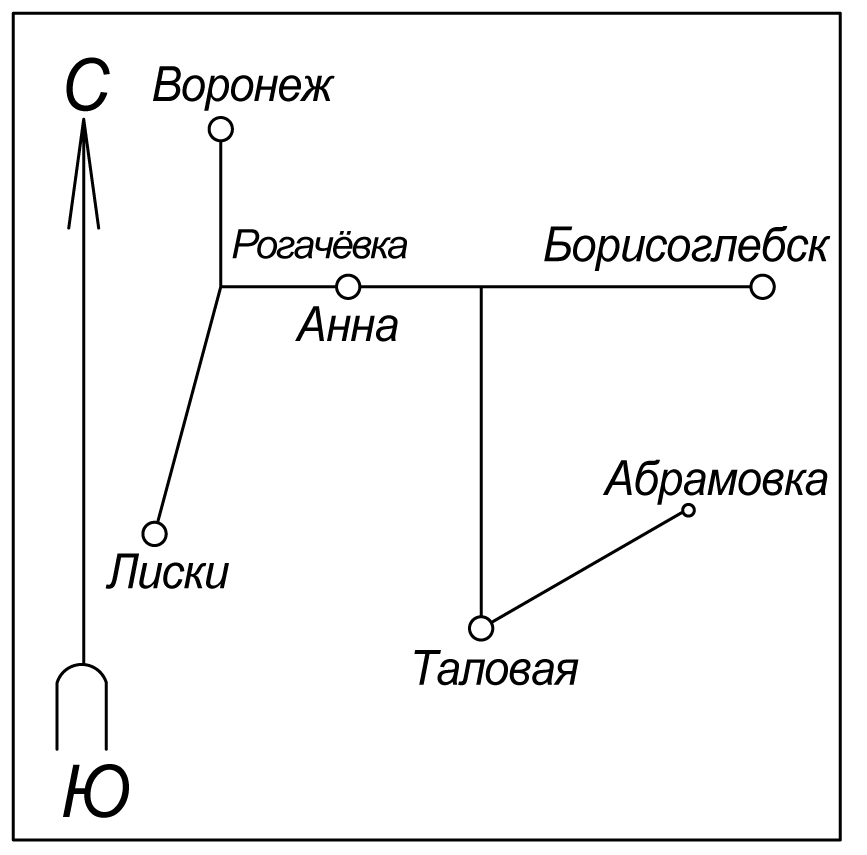 С
Воронеж
Рогачёвка
Борисоглебск
Анна
Абрамовка
Лиски
Таловая
Ю